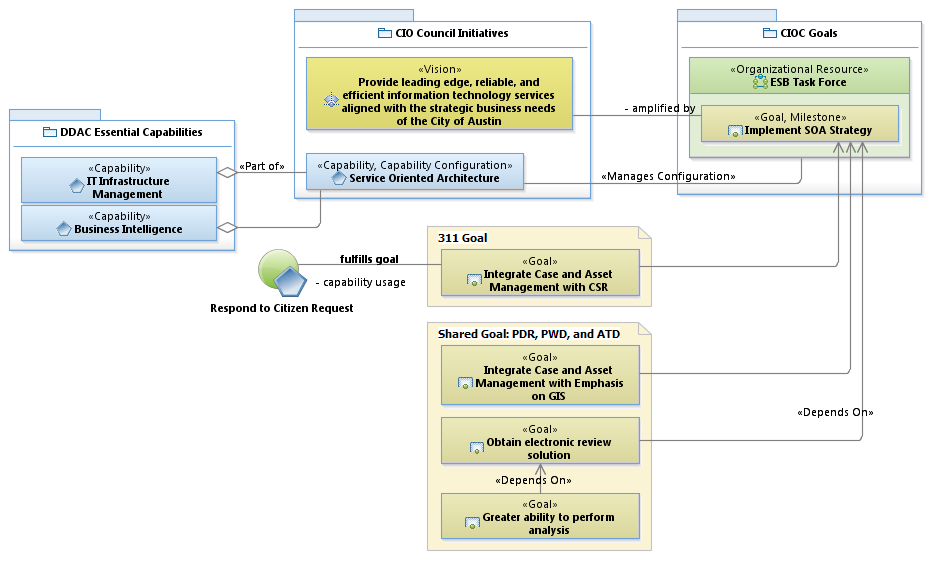 CIO Council Initiatives
«Vision»
Provide leading edge, reliable, and
efficient information technology services
aligned with the strategic business needs
of the City of Austin
CIOC Goals
«Organizational Resource»
ESB Task Force
- amplified by
«Goal, Milestone»
Implement SOA Strategy
DDAC Essential Capabilities
«Capability»
IT Infrastructure
Management
«Part of»
«Capability, Capability Configuration»
Service Oriented Architecture
«Manages Configuration»
«Capability»
Business Intelligence
311 Goal
fulfills goal
- capability usage
Respond to Citizen Request
«Goal»
Integrate Case and Asset
Management with CSR
Shared Goal: PDR, PWD, and ATD
«Goal»
Integrate Case and Asset
Management with Emphasis
on GIS
«Depends On»
«Goal»
Obtain electronic review
solution
«Depends On»
«Goal»
Greater ability to perform
analysis